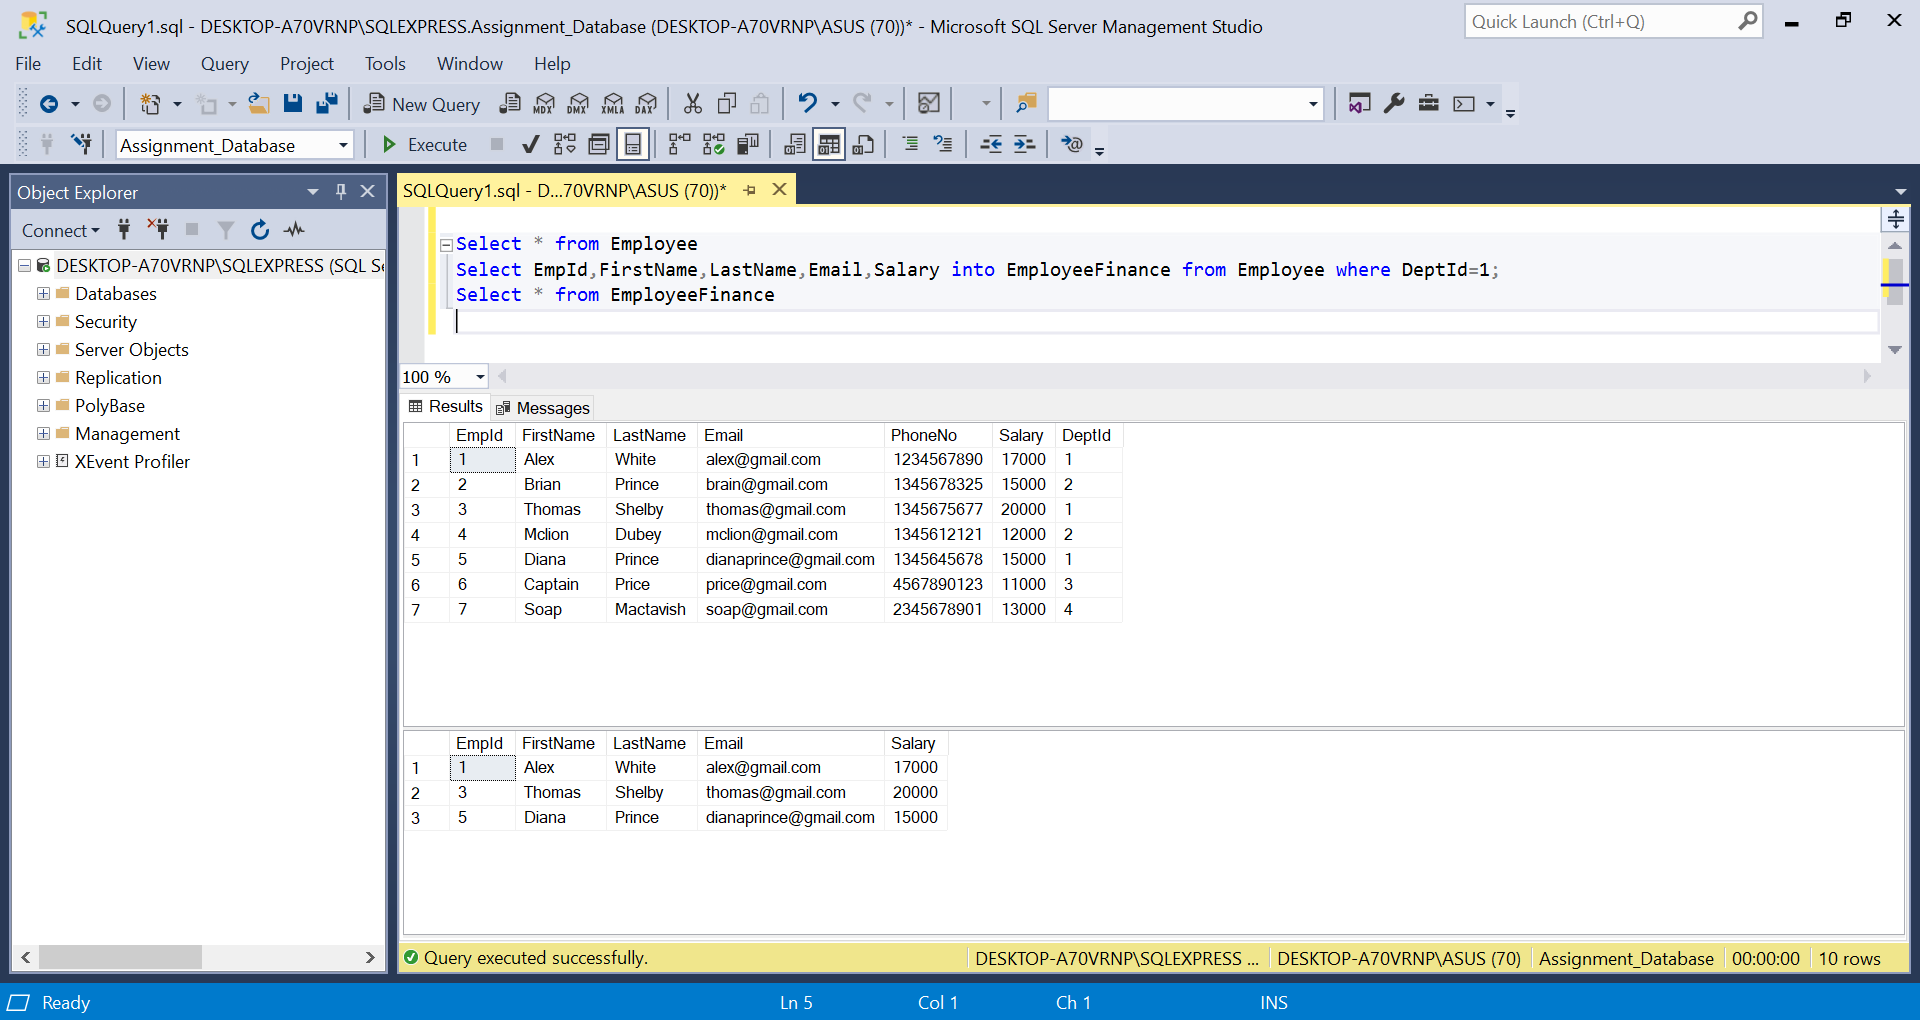 SQLQuery1.sql - DESKTOP-A70VRNP\SQLEXPRESS.Assignment_Database (DESKTOP-A70VRNP\ASUS (70))* - Microsoft SQL Server Management Studio
Quick Launch (Ctrl+Q)
File Edit View Query Project Tools Window Help
New Query MDX DMX XMLA DAX
Assignment_Database Execute
Object Explorer
Connect
DESKTOP-A70VRNP\SQLEXPRESS (SQL Se
Databases
Security
Server Objects
Replication
PolyBase
Management
XEvent Profiler
SQLQuery1.sql - D...70VRNP\ASUS (70))*
Select * from Employee
Select EmpId,FirstName,LastName,Email,Salary into EmployeeFinance from Employee where DeptId=1;
Select * from EmployeeFinance
100 %
Results Messages
EmpId FirstName LastName Email PhoneNo Salary DeptId
1 1 Alex White alex@gmail.com 1234567890 17000 1
2 2 Brian Prince brain@gmail.com 1345678325 15000 2
3 3 Thomas Shelby thomas@gmail.com 1345675677 20000 1
4 4 Mclion Dubey mclion@gmail.com 1345612121 12000 2
5 5 Diana Prince dianaprince@gmail.com 1345645678 15000 1
6 6 Captain Price price@gmail.com 4567890123 11000 3
7 7 Soap Mactavish soap@gmail.com 2345678901 13000 4
EmpId FirstName LastName Email Salary
1 1 Alex White alex@gmail.com 17000
2 3 Thomas Shelby thomas@gmail.com 20000
3 5 Diana Prince dianaprince@gmail.com 15000
Query executed successfully. DESKTOP-A70VRNP\SQLEXPRESS ... DESKTOP-A70VRNP\ASUS (70) Assignment_Database 00:00:00 10 rows
Ready Ln 5 Col 1 Ch 1 INS